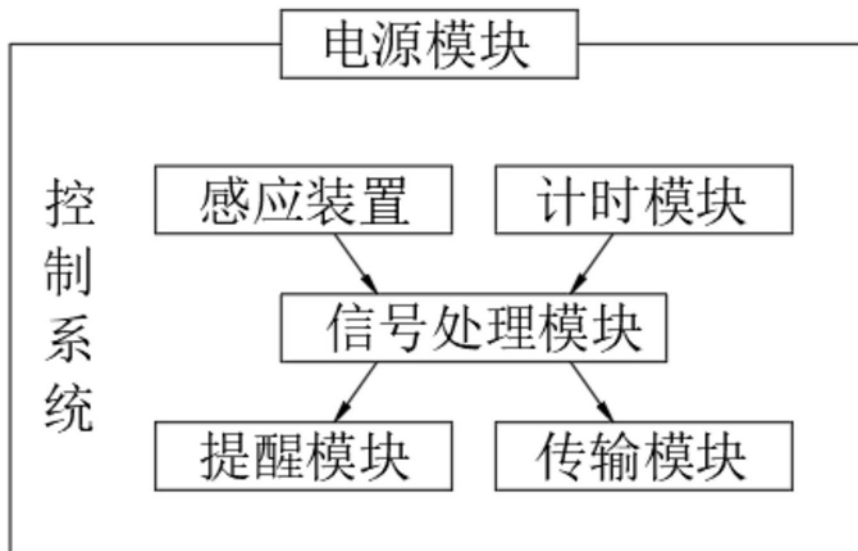 电源模块
控制系统
感应装置
计时模块
信号处理模块
提醒模块
传输模块